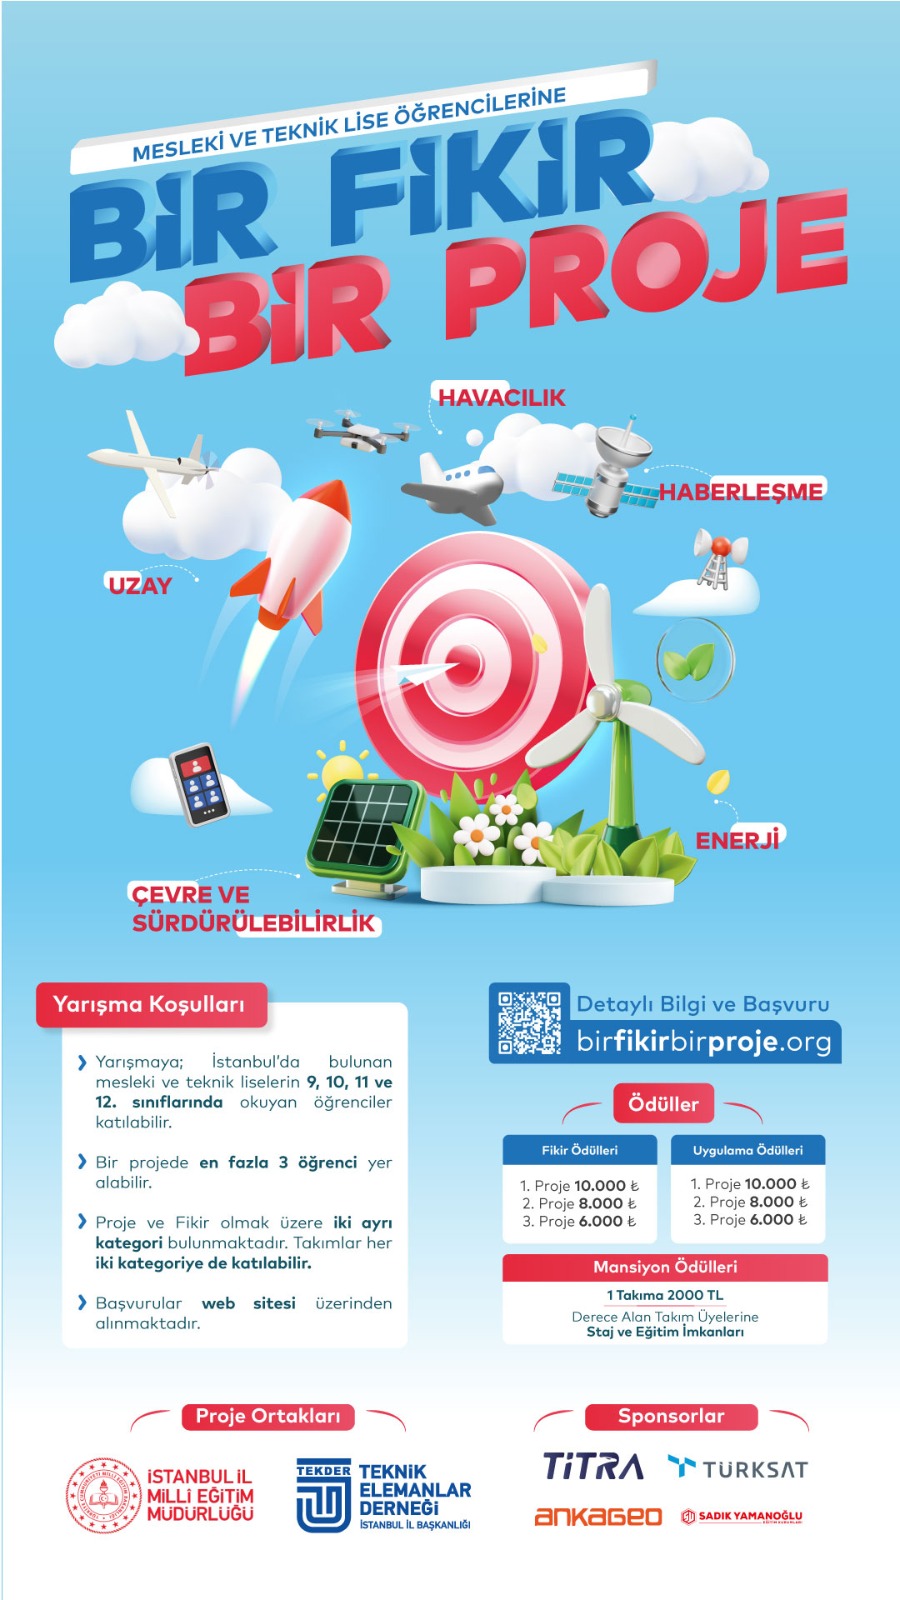 MESLEKİ VE TEKNİK LİSE ÖĞRENCİLERİNE
BİR FİKİR
BİR PROJE
HAVACILIK
HABERLEŞME
UZAY
ENERJİ
ÇEVRE VE
SÜRDÜRÜLEBİLİRLİK
Yarışma Koşulları
Yarışmaya; İstanbul'da bulunan
mesleki ve teknik liselerin 9, 10, 11 ve
12. sınıflarında okuyan öğrenciler
katılabilir.
Bir projede en fazla 3 öğrenci yer
alabilir.
Proje ve Fikir olmak üzere iki ayrı
kategori bulunmaktadır. Takımlar her
iki kategoriye de katılabilir.
Başvurular web sitesi üzerinden
alınmaktadır.
Detaylı Bilgi ve Başvuru
birfikirbirproje.org
Ödüller
Fikir Ödülleri
1. Proje 10.000 ₺
2. Proje 8.000 ₺
3. Proje 6.000 ₺
Uygulama Ödülleri
1. Proje 10.000 ₺
2. Proje 8.000 ₺
3. Proje 6.000 ₺
Mansiyon Ödülleri
1 Takıma 2000 TL
Derece Alan Takım Üyelerine
Staj ve Eğitim İmkanları
Proje Ortakları
İSTANBUL İL
MİLLÎ EĞİTİM
MÜDÜRLÜĞÜ
TEKDER
TEKNİK
ELEMANLAR
DERNEĞİ
İSTANBUL İL BAŞKANLIĞI
Sponsorlar
TİTRA
TÜRKSAT
ANKAGEO
SADIK YAMANOĞLU